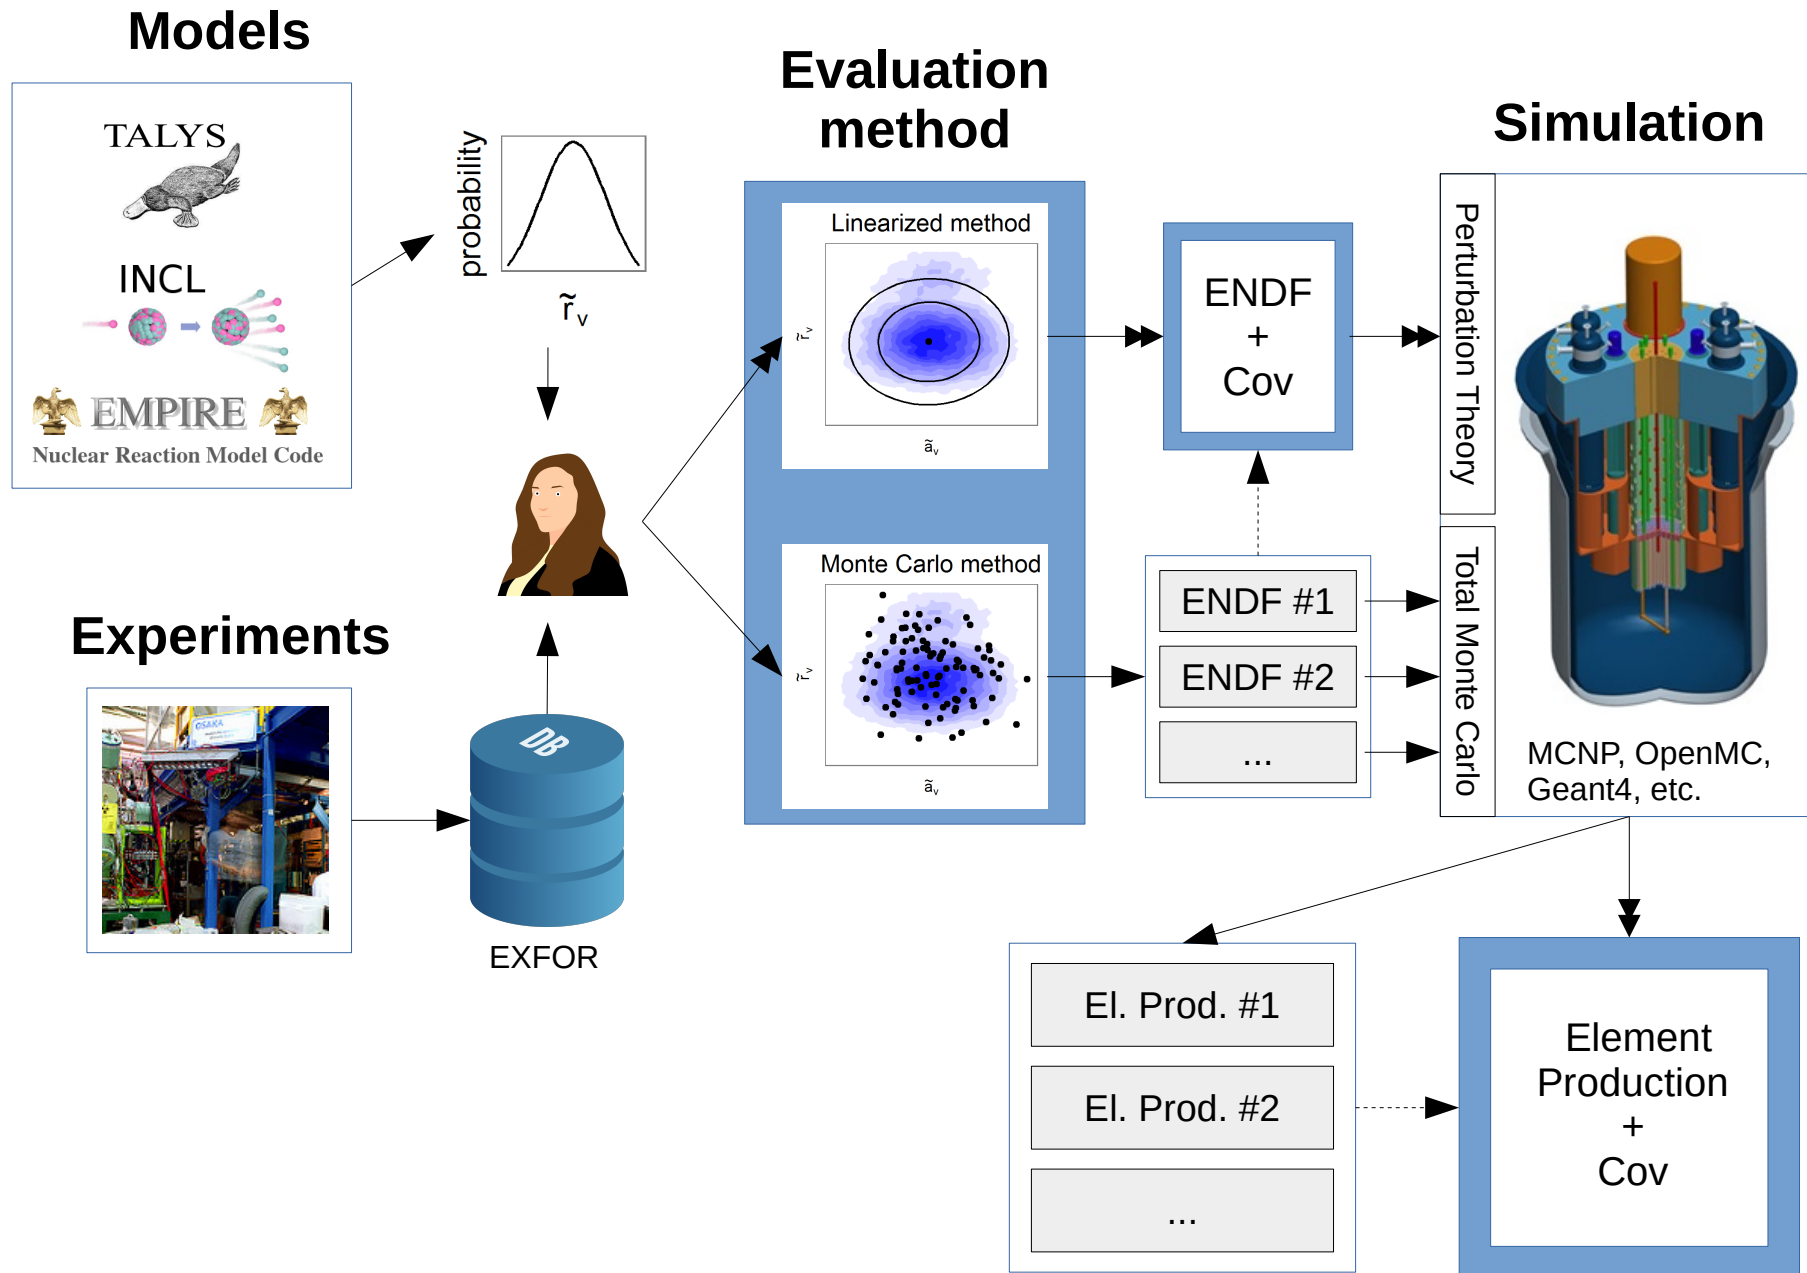 Models
TALYS
INCL
EMPIRE
Nuclear Reaction Model Code
probability
r̃ᵥ
Experiments
OSAKA
DB
EXFOR
Evaluation
method
Linearized method
r̃ᵥ
ãᵥ
Monte Carlo method
r̃ᵥ
ãᵥ
ENDF
+
Cov
ENDF #1
ENDF #2
...
Simulation
Perturbation Theory
Total Monte Carlo
MCNP, OpenMC,
Geant4, etc.
El. Prod. #1
El. Prod. #2
...
Element
Production
+
Cov